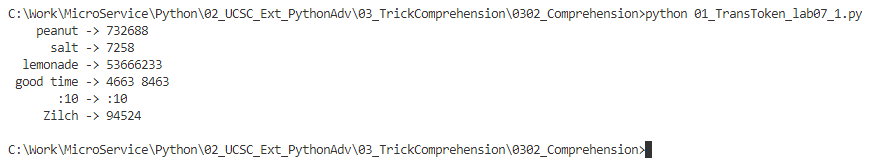 C:\Work\MicroService\Python\02_UCSC_Ext_PythonAdv\03_TrickComprehension\0302_Comprehension>python 01_TransToken_lab07_1.py
peanut -> 732688
salt -> 7258
lemonade -> 53666233
good time -> 4663 8463
:10 -> :10
Zilch -> 94524
C:\Work\MicroService\Python\02_UCSC_Ext_PythonAdv\03_TrickComprehension\0302_Comprehension>